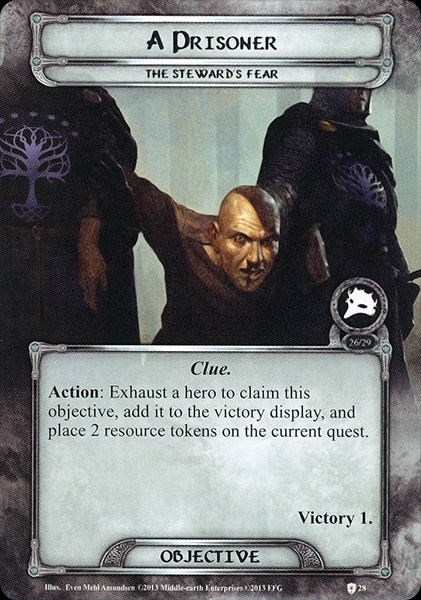 A Prisoner
The Steward's Fear
26/29
Clue.
Action: Exhaust a hero to claim this
objective, add it to the victory display, and
place 2 resource tokens on the current quest.
Victory 1.
Objective
Illus. Even Mehl Amundsen ©2013 Middle-earth Enterprises ©2013 FFG
28